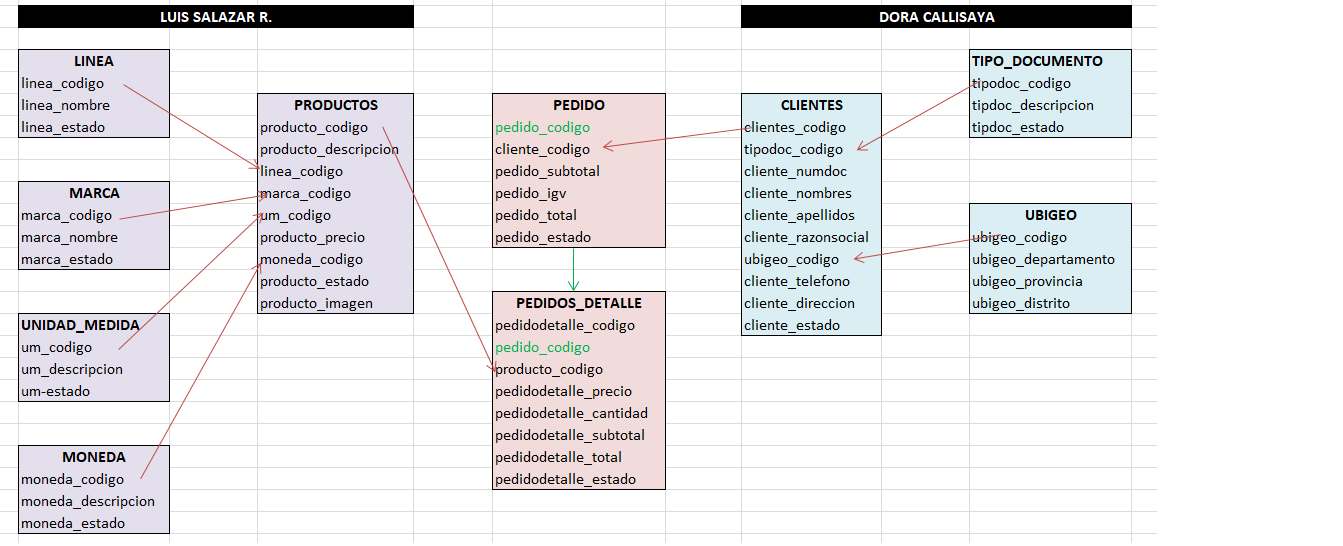 LUIS SALAZAR R.
LINEA
linea_codigo
linea_nombre
linea_estado
MARCA
marca_codigo
marca_nombre
marca_estado
UNIDAD_MEDIDA
um_codigo
um_descripcion
um-estado
MONEDA
moneda_codigo
moneda_descripcion
moneda_estado
PRODUCTOS
producto_codigo
producto_descripcion
linea_codigo
marca_codigo
um_codigo
producto_precio
moneda_codigo
producto_estado
producto_imagen
PEDIDO
pedido_codigo
cliente_codigo
pedido_subtotal
pedido_igv
pedido_total
pedido_estado
PEDIDOS_DETALLE
pedidodetalle_codigo
pedido_codigo
producto_codigo
pedidodetalle_precio
pedidodetalle_cantidad
pedidodetalle_subtotal
pedidodetalle_total
pedidodetalle_estado
DORA CALLISAYA
CLIENTES
clientes_codigo
tipodoc_codigo
cliente_numdoc
cliente_nombres
cliente_apellidos
cliente_razonsocial
ubigeo_codigo
cliente_telefono
cliente_direccion
cliente_estado
TIPO_DOCUMENTO
tipodoc_codigo
tipdoc_descripcion
tipdoc_estado
UBIGEO
ubigeo_codigo
ubigeo_departamento
ubigeo_provincia
ubigeo_distrito